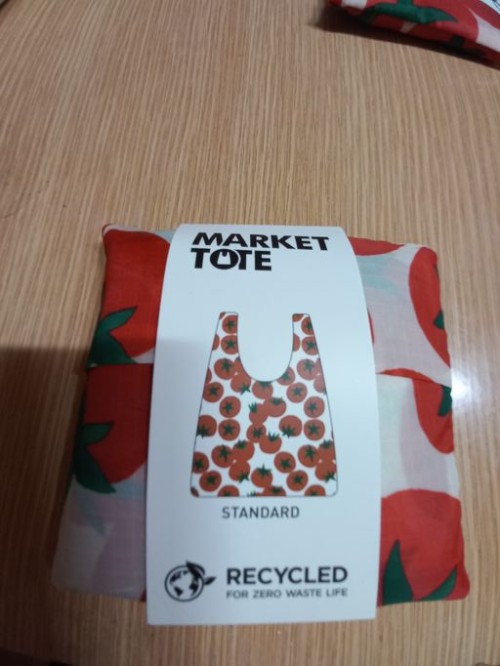 MARKET
TOTE
STANDARD
RECYCLED
FOR ZERO WASTE LIFE